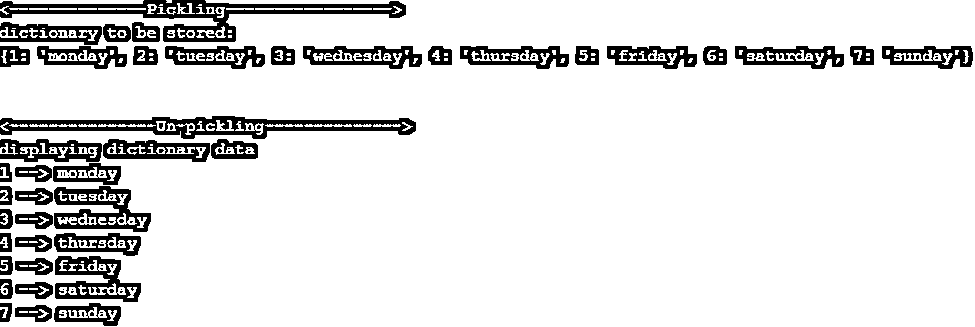 <---------------Pickling------------------>
dictionary to be stored:
{1: 'monday', 2: 'tuesday', 3: 'wednesday', 4: 'thursday', 5: 'friday', 6: 'saturday', 7: 'sunday'}
<----------------Un-pickling---------------->
displaying dictionary data
1 --> monday
2 --> tuesday
3 --> wednesday
4 --> thursday
5 --> friday
6 --> saturday
7 --> sunday